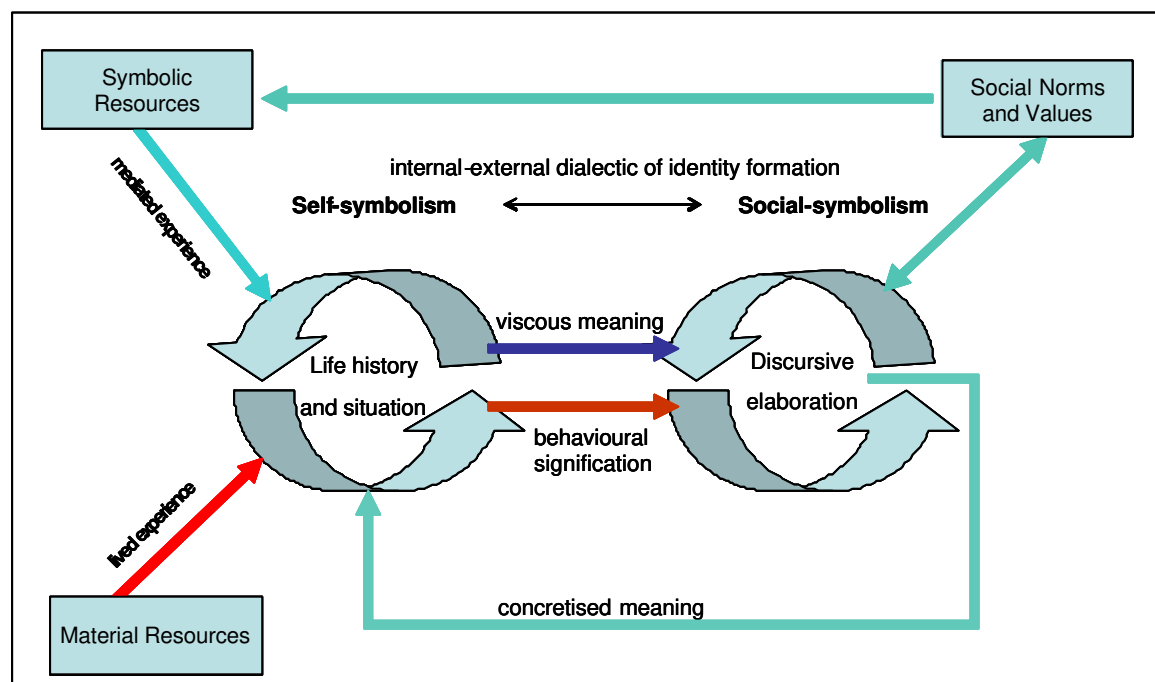 Symbolic
Resources
Social Norms
and Values
mediated experience
internal-external dialectic of identity formation
Self-symbolism
Social-symbolism
viscous meaning
Life history
and situation
Discursive
elaboration
behavioural
signification
lived experience
concretised meaning
Material Resources